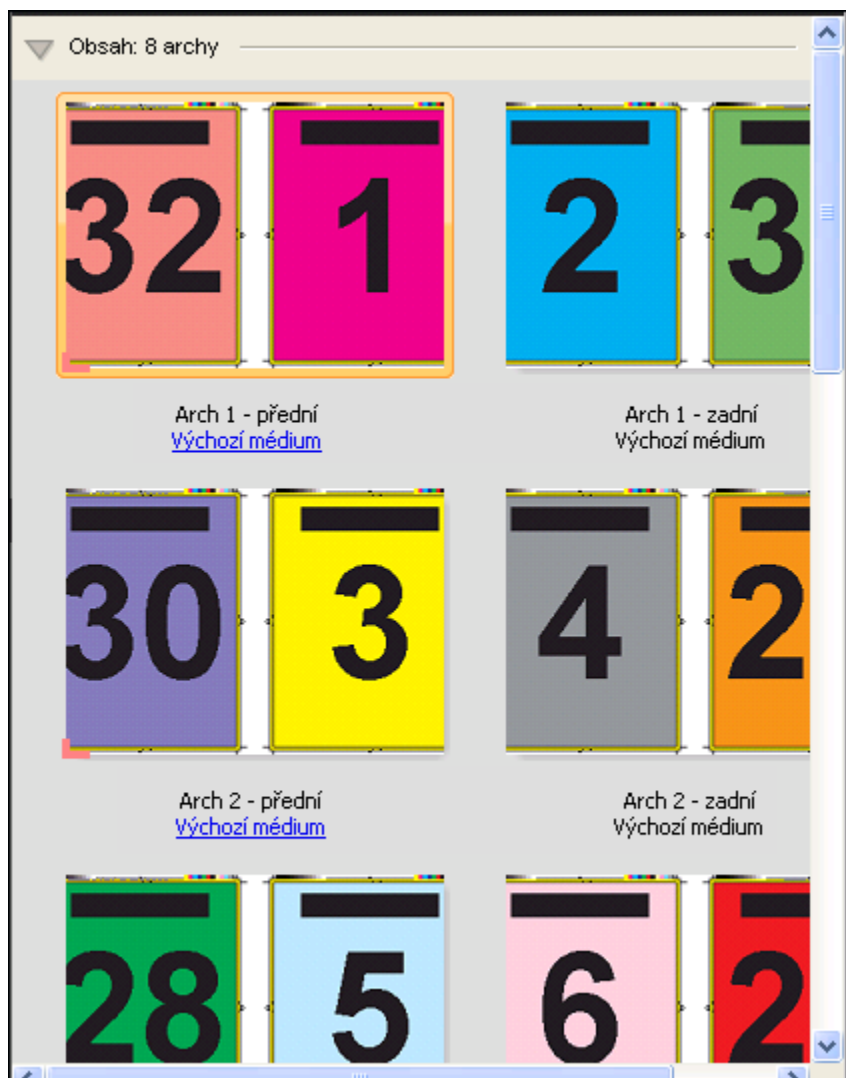 Obsah: 8 archy
32 1 2 3
Arch 1 - přední Arch 1 - zadní
Výchozí médium Výchozí médium
30 3 4 2
Arch 2 - přední Arch 2 - zadní
Výchozí médium Výchozí médium
28 5 6 2